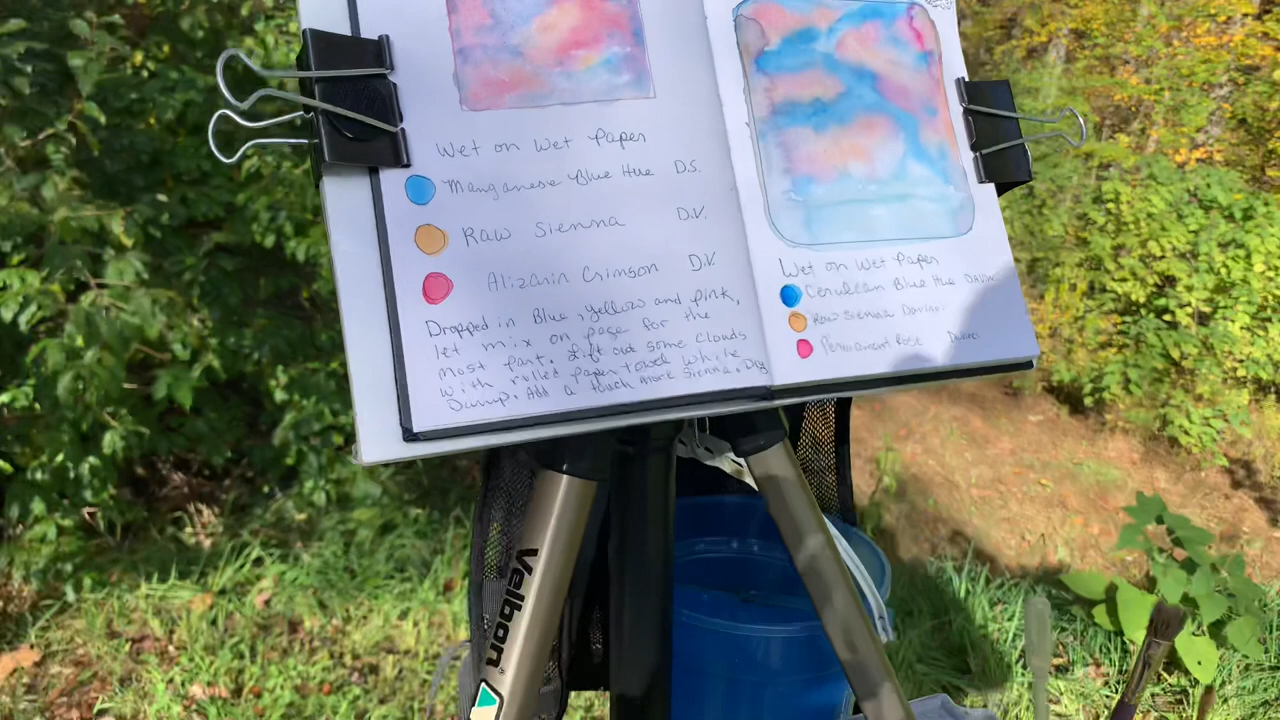 Wet on Wet Paper
Manganese Blue Hue D.S.
Raw Sienna D.V.
Alizarin Crimson D.V.
Dropped in Blue, Yellow and pink,
let mix on page for the
most part. Lift out some clouds
with rolled paper towel while
Damp. Add a touch more Sienna. Dry
Wet on Wet Paper
Cerulean Blue Hue
Raw Sienna
Permanent Rose
Velbon